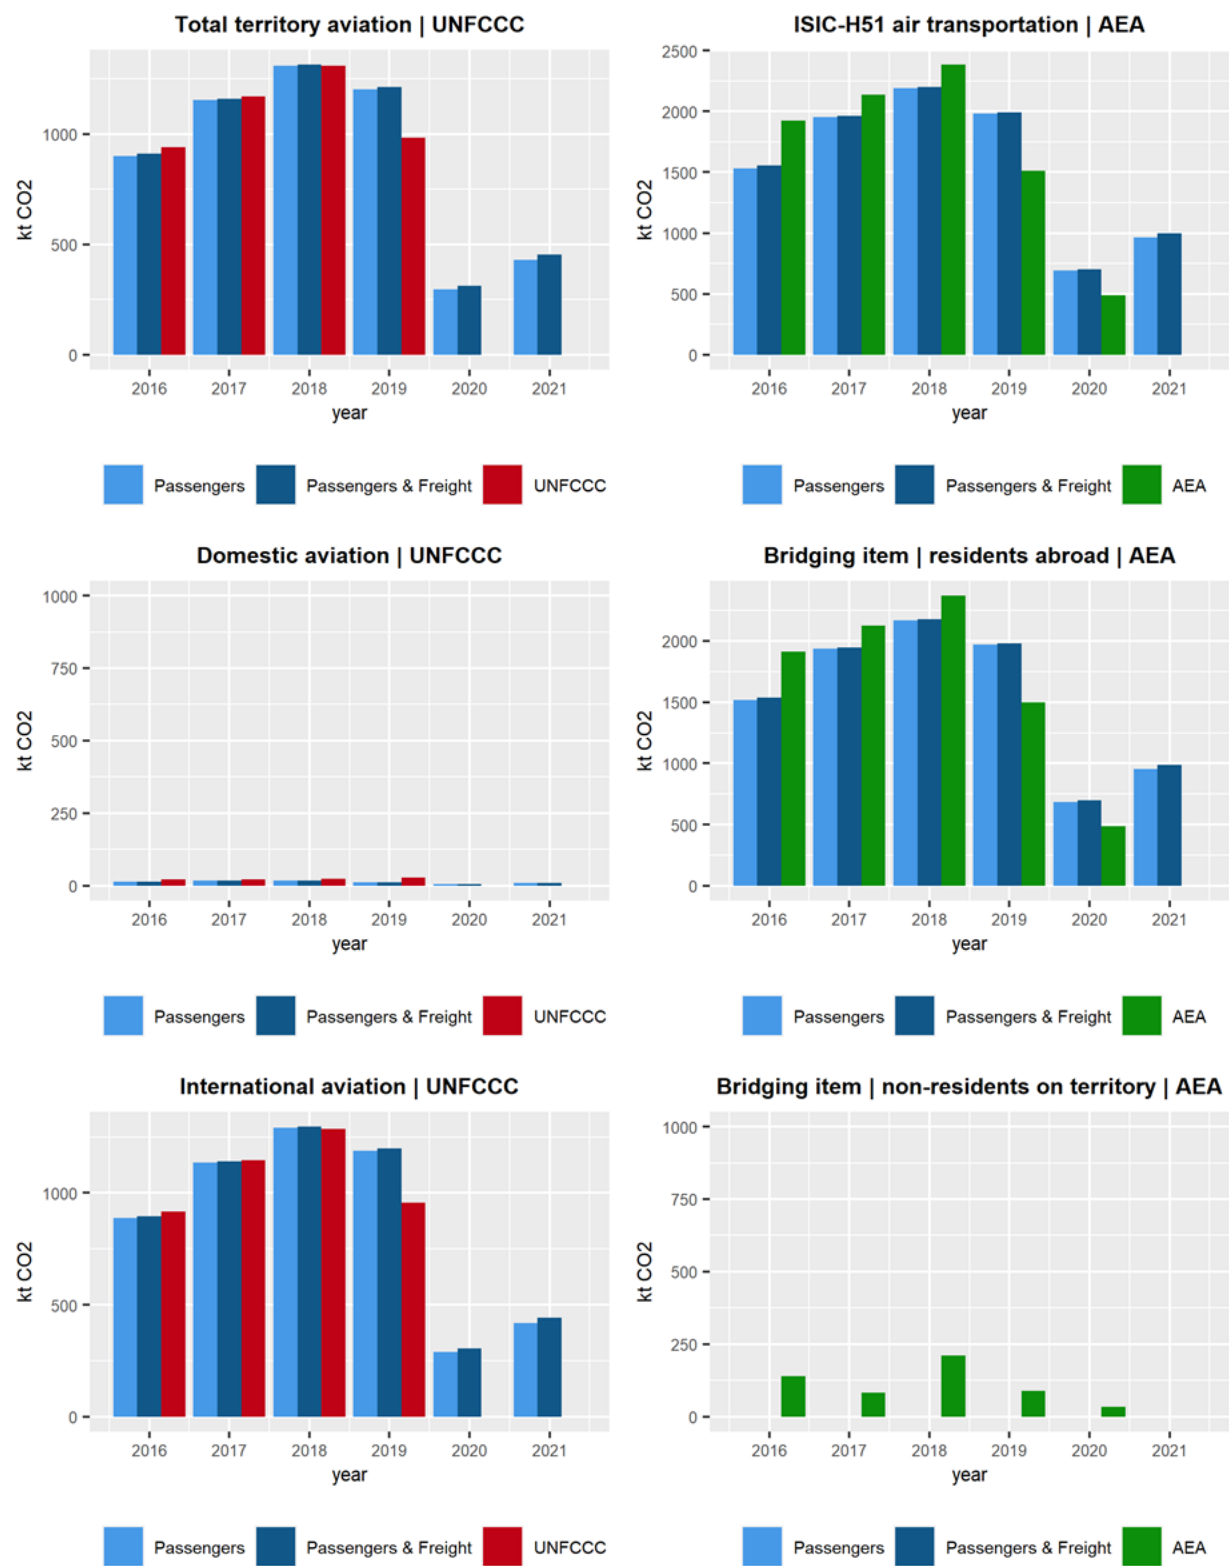 Total territory aviation | UNFCCC
kt CO2
1000
500
0
2016 2017 2018 2019 2020 2021
year
Passengers Passengers & Freight UNFCCC
ISIC-H51 air transportation | AEA
kt CO2
2500
2000
1500
1000
500
0
2016 2017 2018 2019 2020 2021
year
Passengers Passengers & Freight AEA
Domestic aviation | UNFCCC
kt CO2
1000
750
500
250
0
2016 2017 2018 2019 2020 2021
year
Passengers Passengers & Freight UNFCCC
Bridging item | residents abroad | AEA
kt CO2
2000
1500
1000
500
0
2016 2017 2018 2019 2020 2021
year
Passengers Passengers & Freight AEA
International aviation | UNFCCC
kt CO2
1000
500
0
2016 2017 2018 2019 2020 2021
year
Passengers Passengers & Freight UNFCCC
Bridging item | non-residents on territory | AEA
kt CO2
1000
750
500
250
0
2016 2017 2018 2019 2020 2021
year
Passengers Passengers & Freight AEA